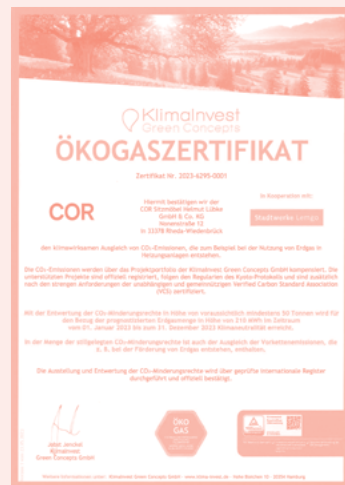 KlimaInvest
Green Concepts
ÖKOGASZERTIFIKAT
Zertifikat Nr. 2023-6295-0001
COR
Hiermit bestätigen wir der
COR Sitzmöbel Helmut Lübke
GmbH & Co. KG
Nonenstraße 12
in 33378 Rheda-Wiedenbrück
In Kooperation mit:
Stadtwerke Lemgo
den klimawirksamen Ausgleich von CO₂-Emissionen, die zum Beispiel bei der Nutzung von Erdgas in
Heizungsanlagen entstehen.
Die CO₂-Emissionen werden über das Projektportfolio der KlimaInvest Green Concepts GmbH kompensiert. Die
unterstützten Projekte sind offiziell registriert, folgen den Regularien des Kyoto-Protokolls und sind zusätzlich
nach den strengen Anforderungen der unabhängigen und gemeinnützigen Verified Carbon Standard Association
(VCS) zertifiziert.
Mit der Entwertung der CO₂-Minderungsrechte in Höhe von voraussichtlich mindestens 50 Tonnen wird für
den Bezug der prognostizierten Erdgasmenge in Höhe von 210 MWh im Zeitraum
vom 01. Januar 2022 bis zum 31. Dezember 2022 Klimaneutralität erreicht.
In der Menge der stillgelegten CO₂-Minderungsrechte ist auch der Ausgleich der Vorkettenemissionen, die
z. B. bei der Förderung von Erdgas entstehen, enthalten.
Die Ausstellung und Entwertung der CO₂-Minderungsrechte wird über geprüfte internationale Register
durchgeführt und offiziell bestätigt.
ÖKO
GAS
KlimaInvest
Green Concepts GmbH